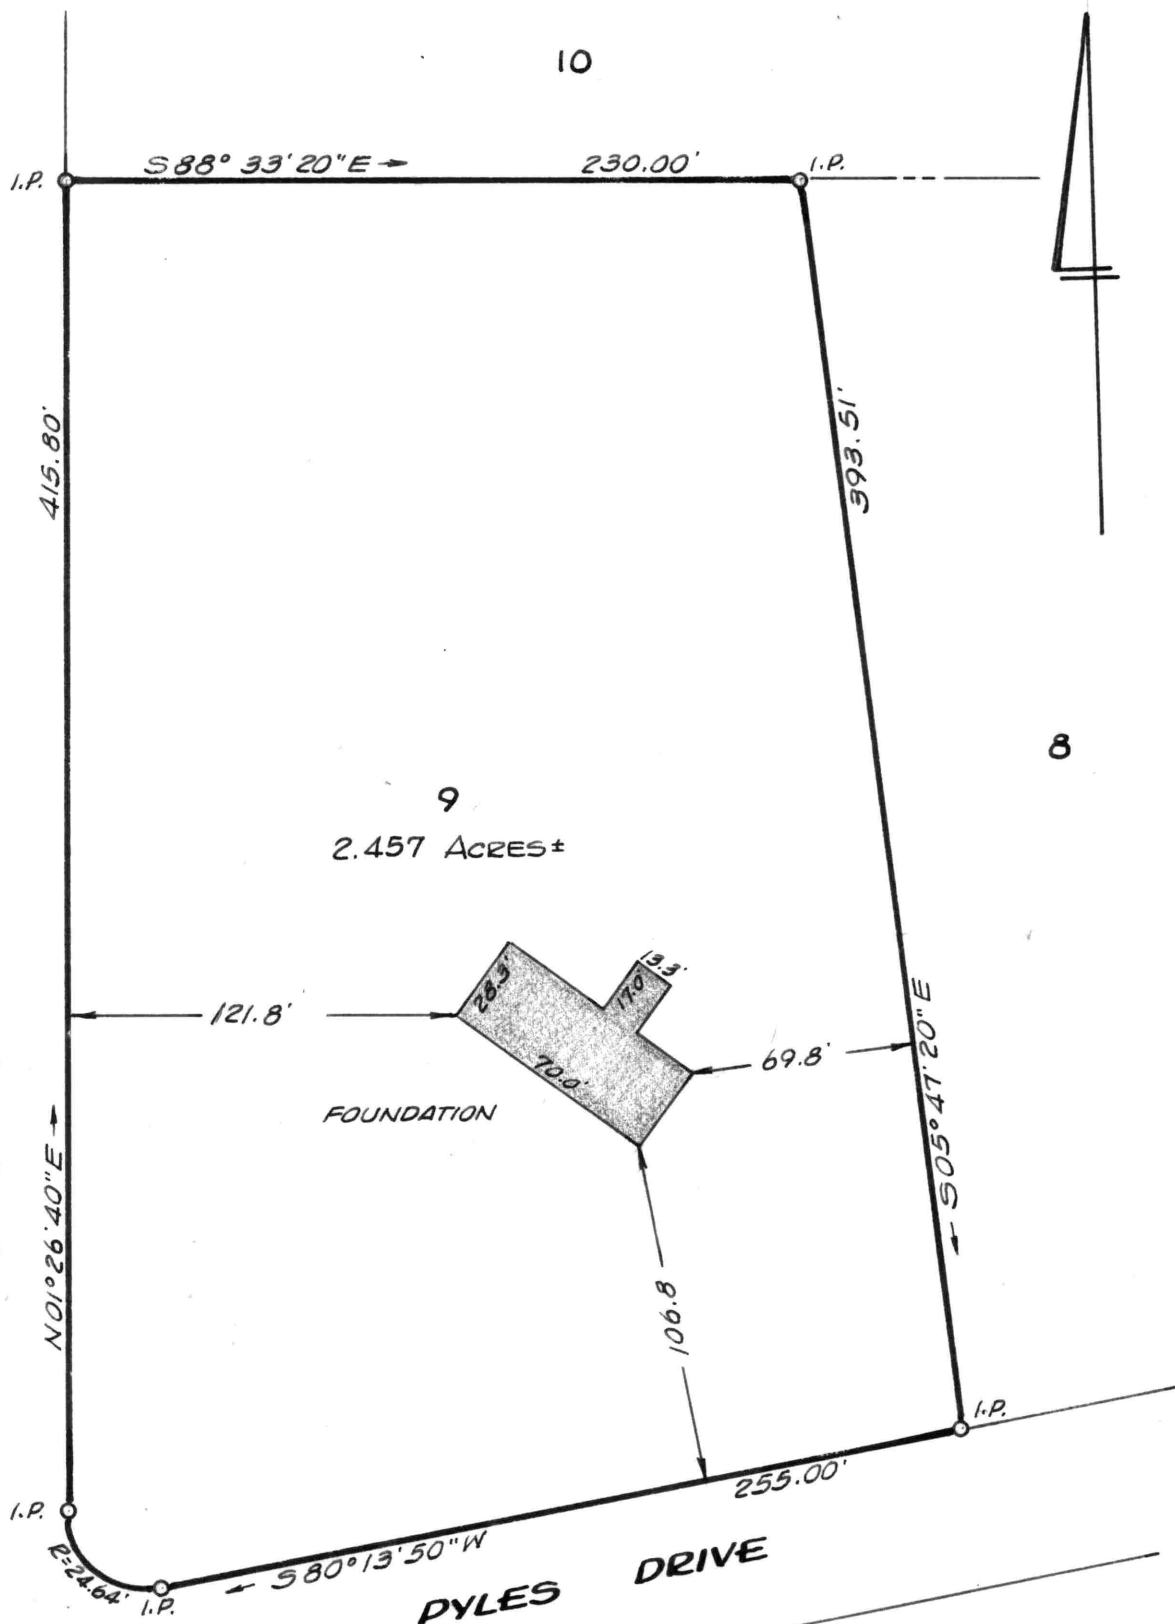 10
S88° 33'20"E
230.00'
I.P.
I.P.
415.80'
393.51'
8
9
2.457 ACRES±
13.3'
28.3'
17.0'
121.8'
70.0'
69.8'
FOUNDATION
S05°47'20"E
N01°26'40"E
106.8
I.P.
255.00'
I.P.
S80°13'50"W
R=24.64'
I.P.
PYLES DRIVE